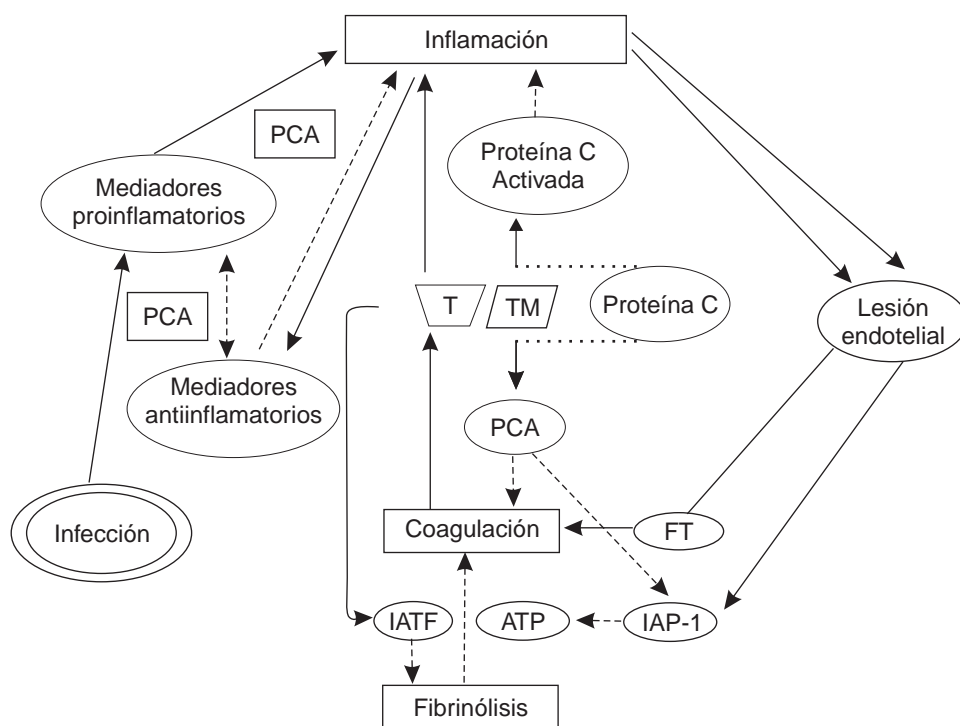 Inflamación
PCA
Proteína C
Activada
Mediadores
proinflamatorios
T
TM
Proteína C
PCA
Lesión
endotelial
Mediadores
antiinflamatorios
PCA
Infección
Coagulación
FT
IATF
ATP
IAP-1
Fibrinólisis